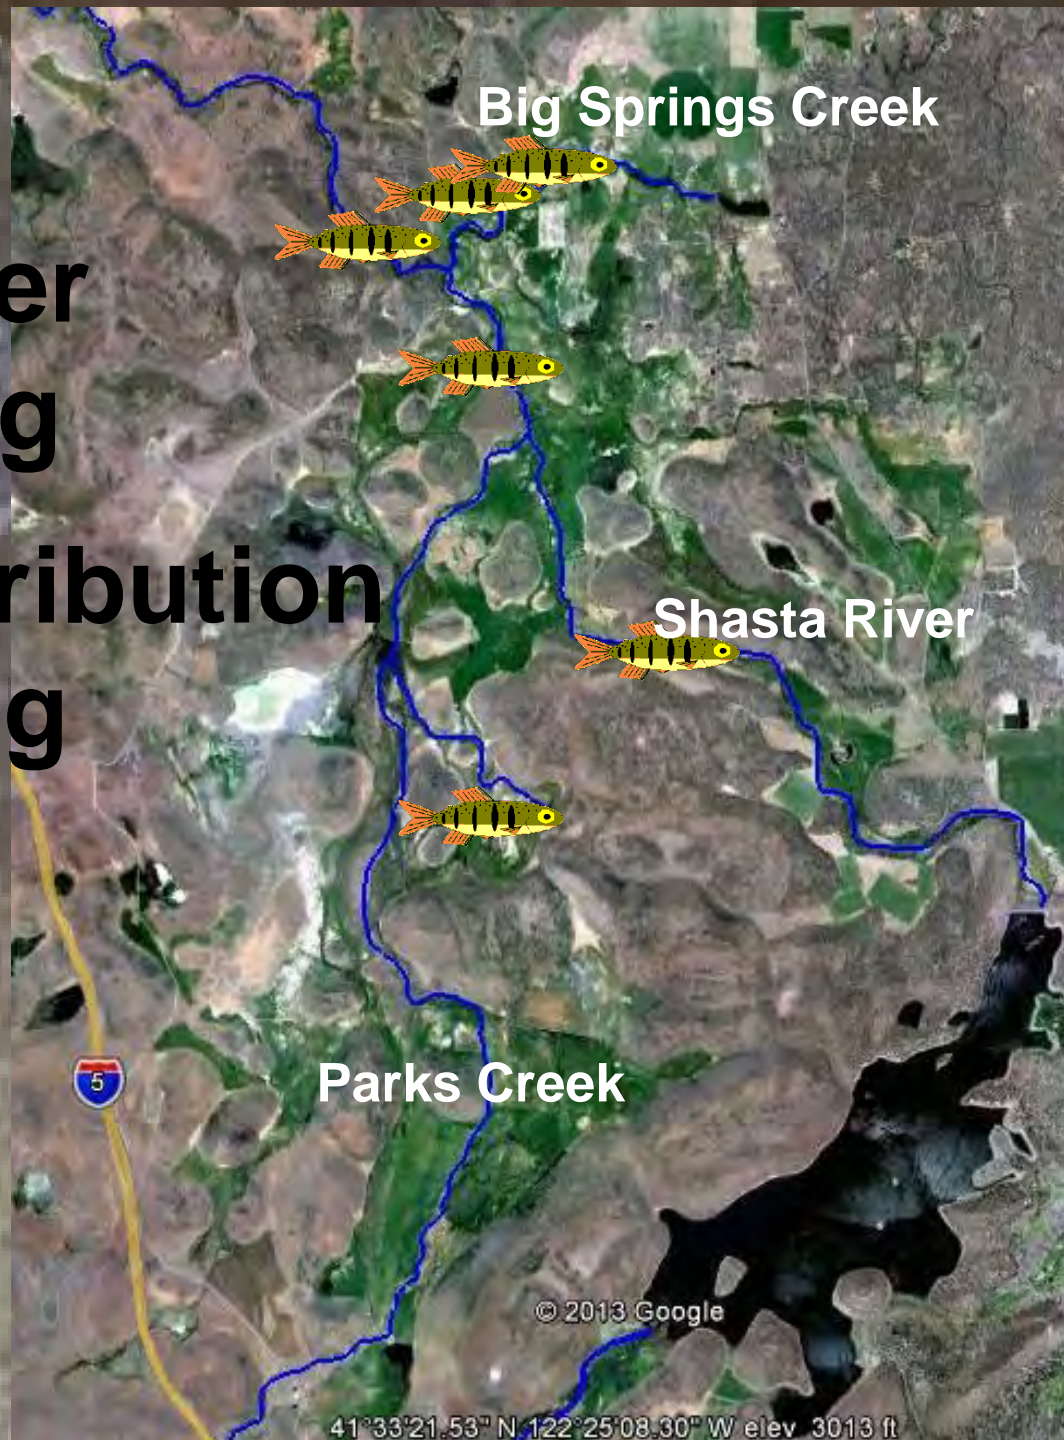 Big Springs Creek
er
g
ribution
Shasta River
g
5
Parks Creek
© 2013 Google
41°33'21.53" N 122°25'08.30" W elev 3013 ft